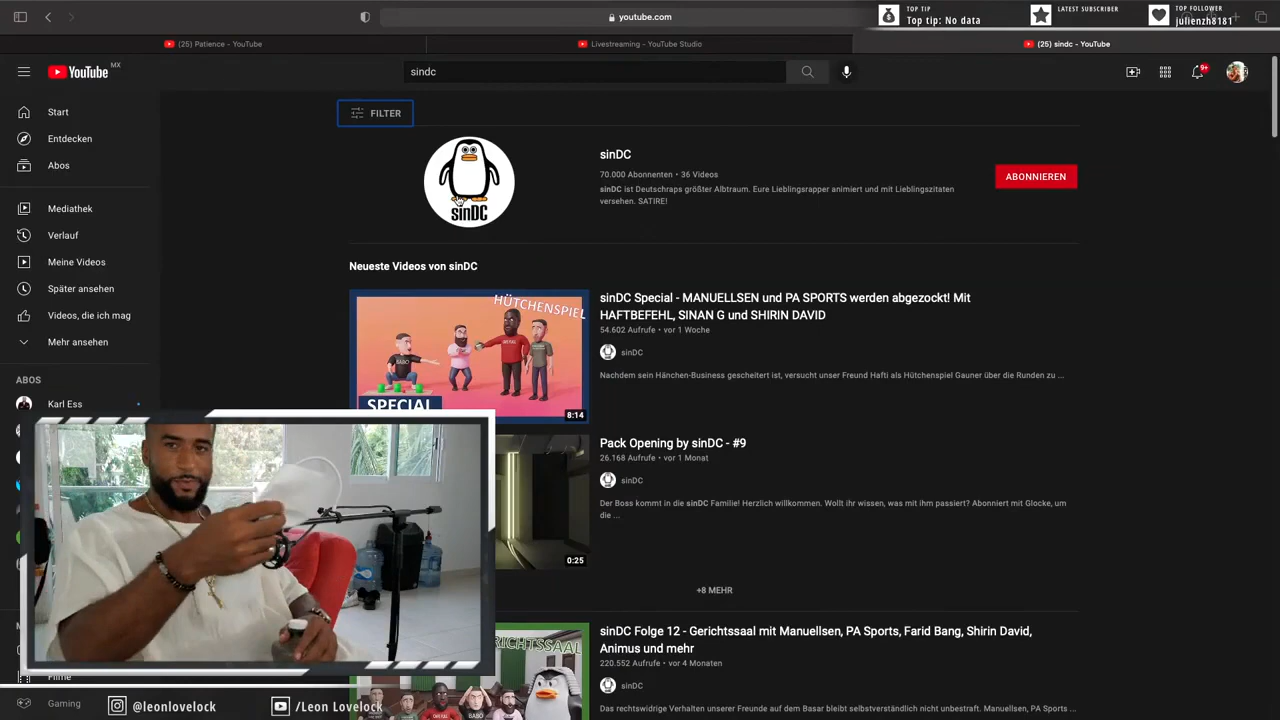 youtube.com
TOP TIP
Top tip: No data
LATEST SUBSCRIBER
TOP FOLLOWER
julienzh8181
(25) Patience - YouTube
Livestreaming - YouTube Studio
(25) sindc - YouTube
YouTube MX
sindc
9+
Start
Entdecken
Abos
Mediathek
Verlauf
Meine Videos
Später ansehen
Videos, die ich mag
Mehr ansehen
ABOS
Karl Ess
Filme
Gaming
FILTER
sinDC
sinDC
70.000 Abonnenten • 36 Videos
sinDC ist Deutschraps größter Albtraum. Eure Lieblingsrapper animiert und mit Lieblingszitaten
versehen. SATIRE!
ABONNIEREN
Neueste Videos von sinDC
HÜTCHENSPIEL
BABO
SPECIAL
8:14
sinDC Special - MANUELLSEN und PA SPORTS werden abgezockt! Mit
HAFTBEFEHL, SINAN G und SHIRIN DAVID
54.602 Aufrufe • vor 1 Woche
sinDC
Nachdem sein Hänchen-Business gescheitert ist, versucht unser Freund Hafti als Hütchenspiel Gauner über die Runden zu ...
0:25
Pack Opening by sinDC - #9
26.168 Aufrufe • vor 1 Monat
sinDC
Der Boss kommt in die sinDC Familie! Herzlich willkommen. Wollt ihr wissen, was mit ihm passiert? Abonniert mit Glocke, um
die ...
+8 MEHR
RICHTSSAAL
BABO
sinDC Folge 12 - Gerichtssaal mit Manuellsen, PA Sports, Farid Bang, Shirin David,
Animus und mehr
220.552 Aufrufe • vor 4 Monaten
sinDC
Das rechtswidrige Verhalten unserer Freunde auf dem Basar bleibt selbstverständlich nicht unbestraft. Manuellsen, PA Sports ...
@leonlovelock
/Leon Lovelock